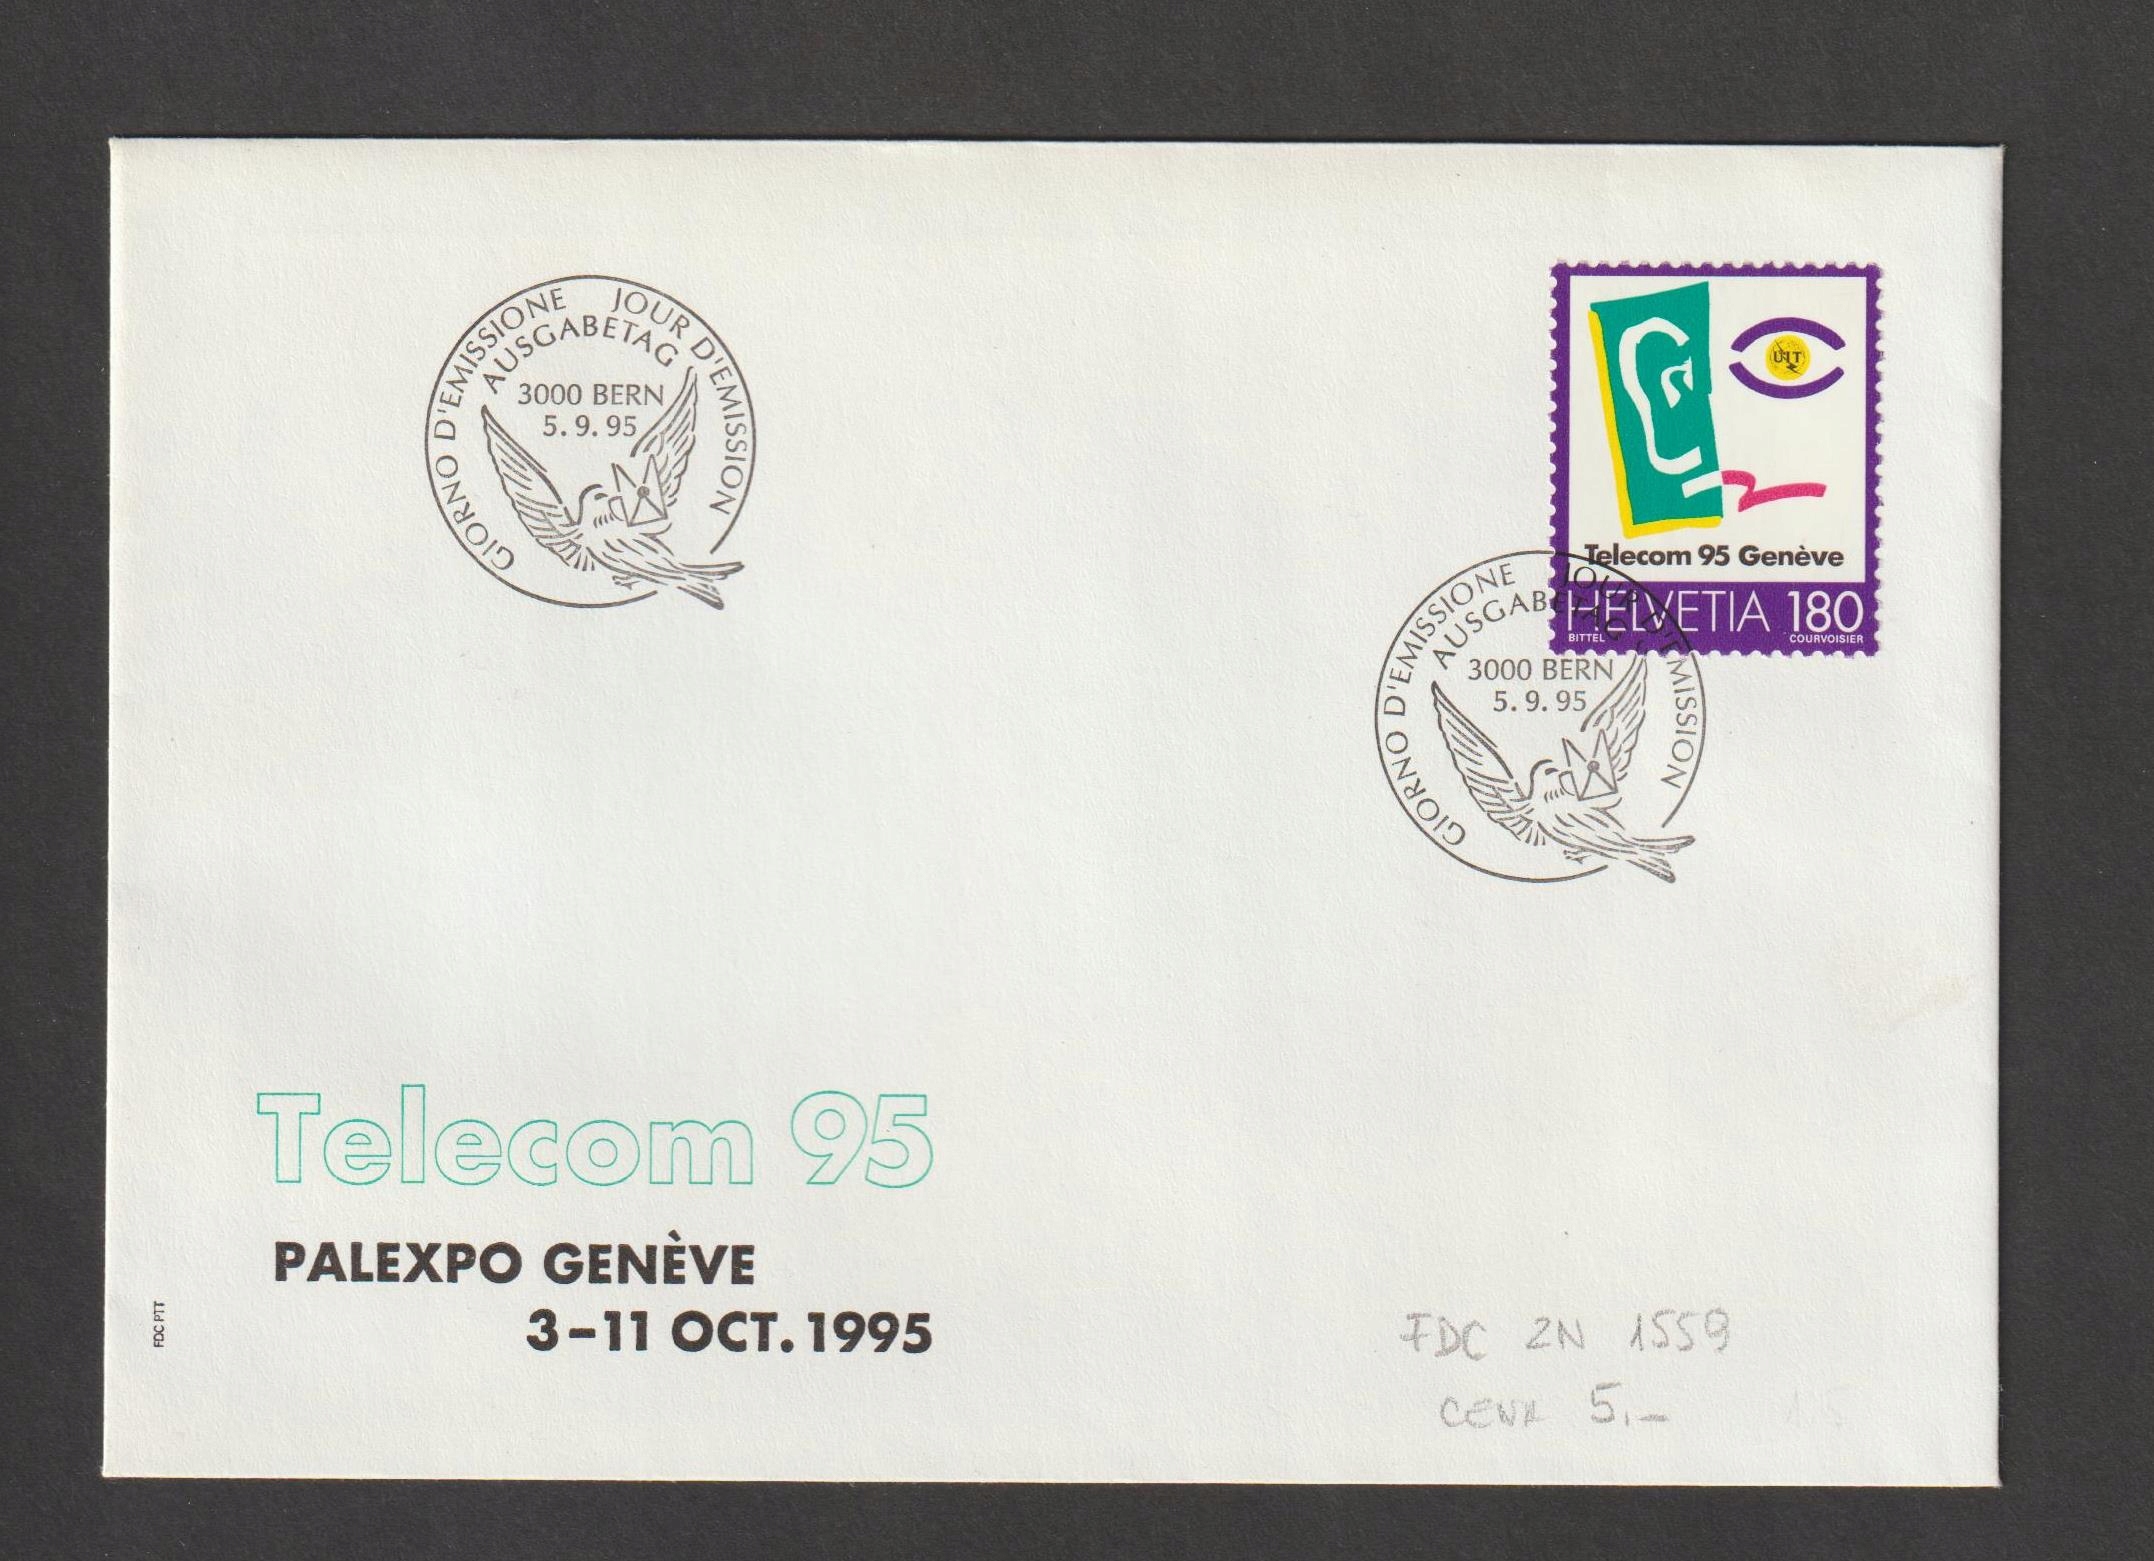 GIORNO D'EMISSIONE JOUR D'EMISSION
AUSGABETAG
3000 BERN
5.9.95
UIT
Telecom 95 Genève
HELVETIA 180
BITTEL COURVOISIER
GIORNO D'EMISSIONE JOUR D'EMISSION
AUSGABETAG
3000 BERN
5.9.95
Telecom 95
PALEXPO GENÈVE
3–11 OCT. 1995
FDC PTT
FDC ZN 1559
CENA 5,–